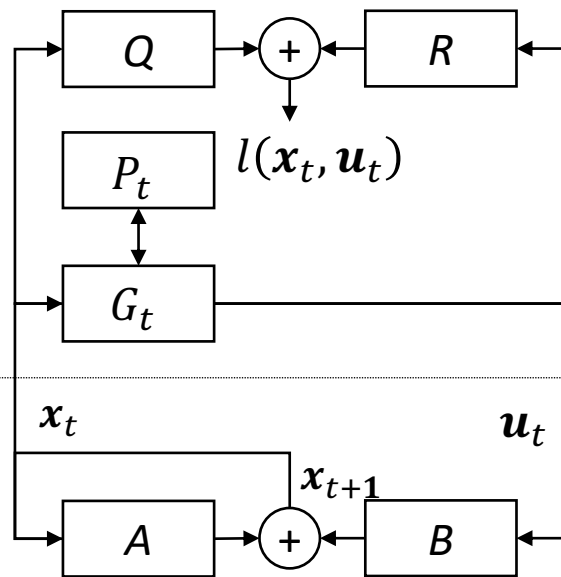 Q + R
l(𝒙_t, 𝒖_t)
P_t
G_t
𝒙_t
𝒖_t
𝒙_{t+1}
A + B